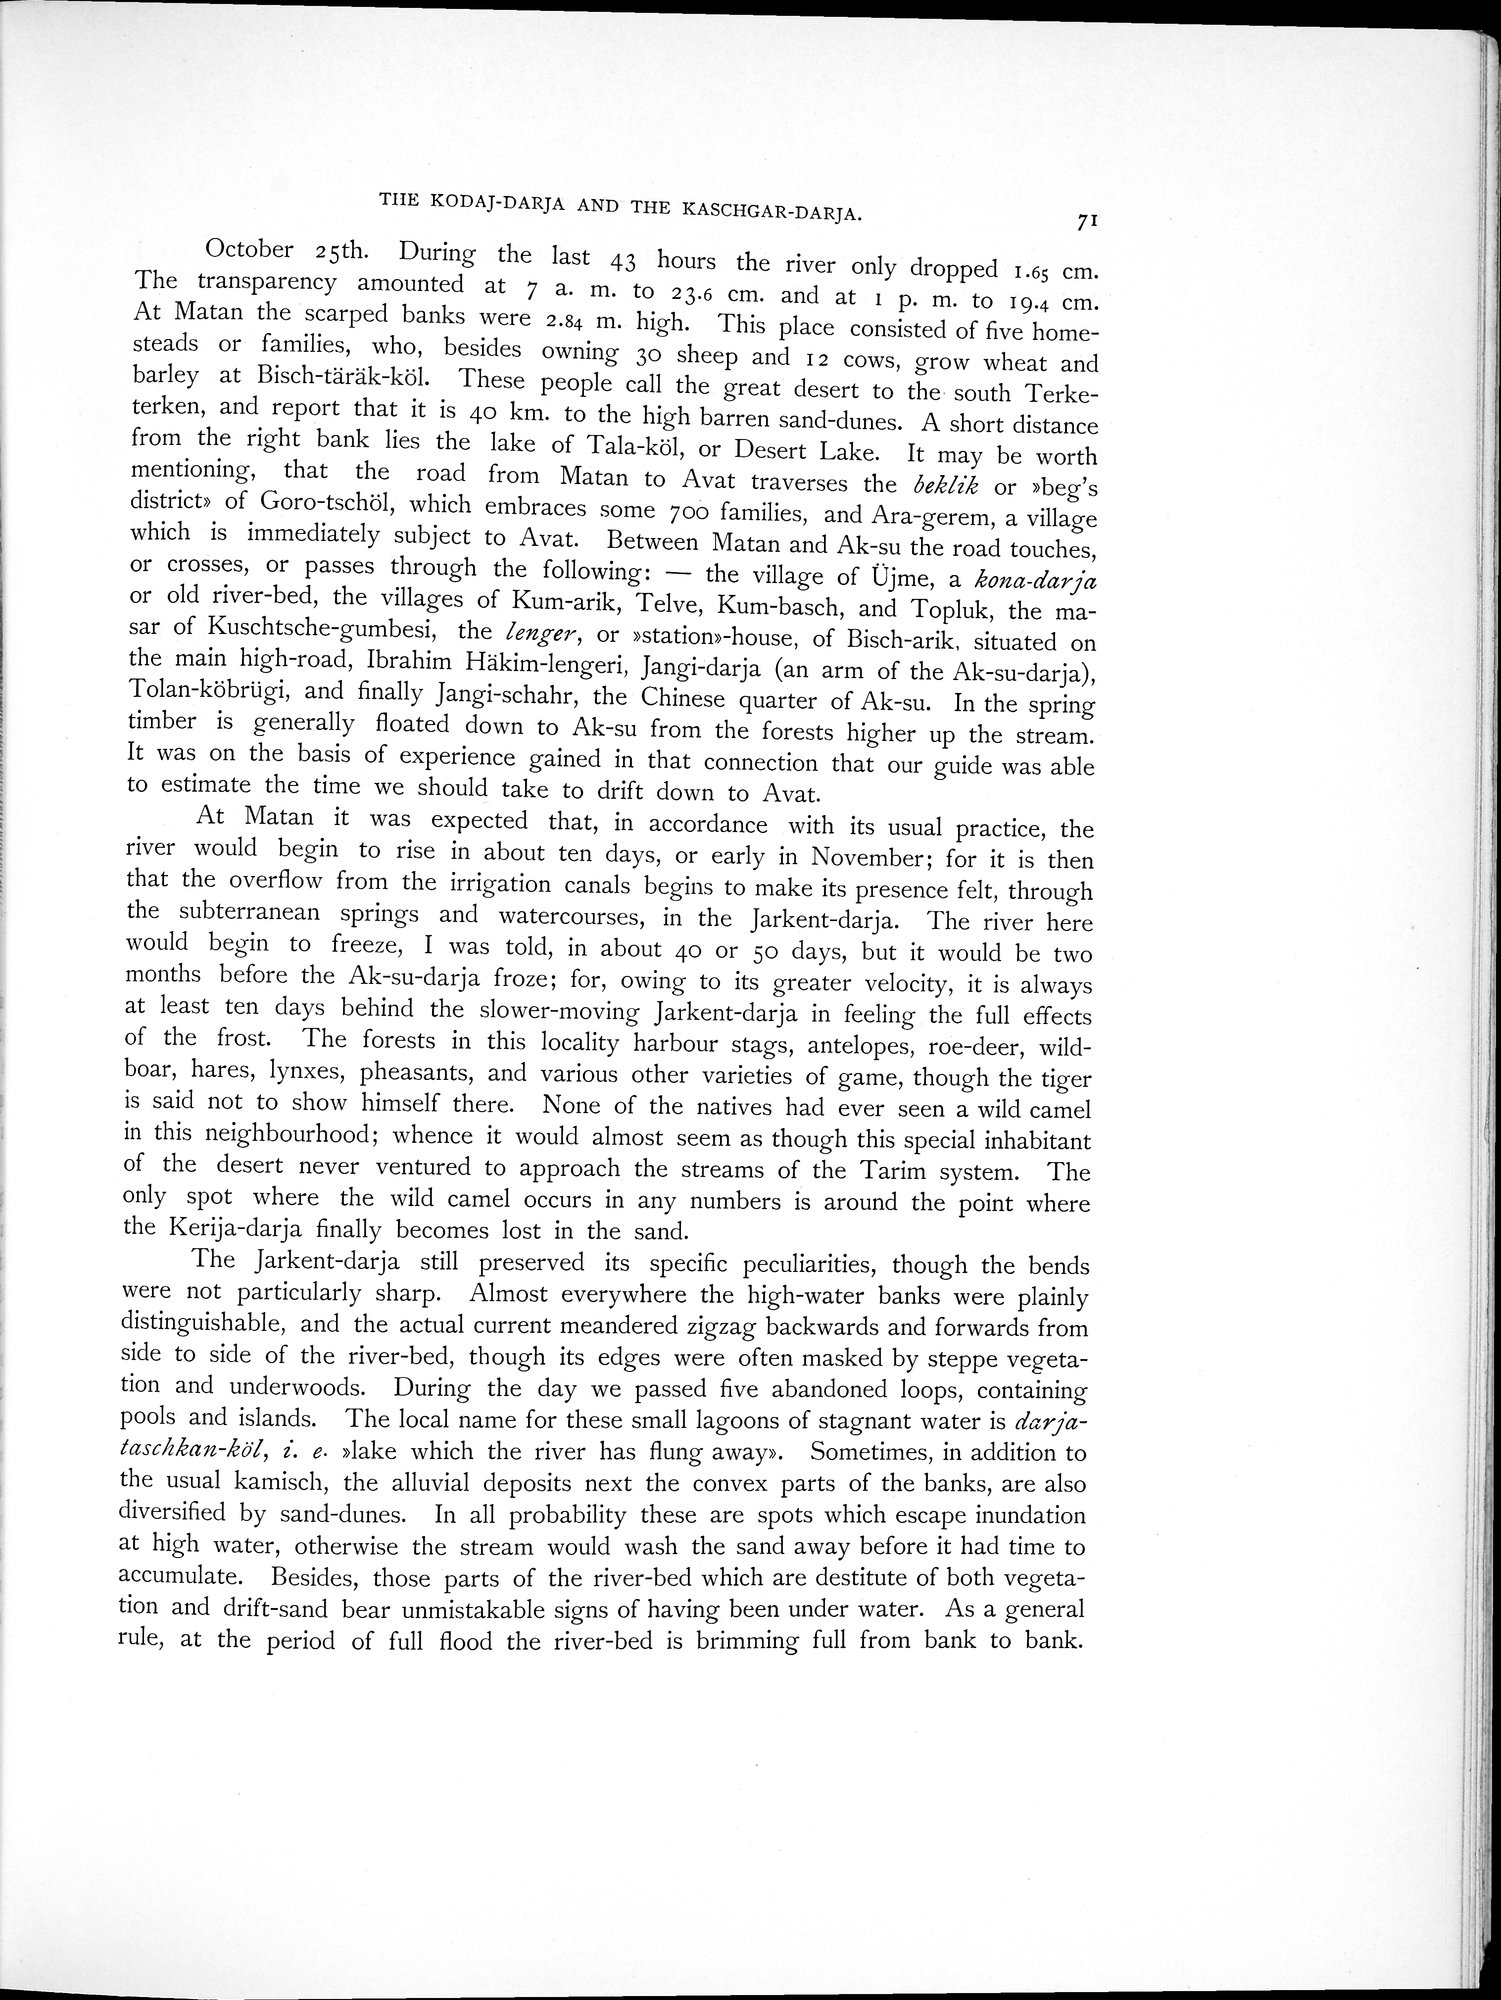 THE KODAJ-DARJA AND THE KASCHGAR-DARJA.
71
October 25th. During the last 43 hours the river only dropped 1.65 cm.
The transparency amounted at 7 a. m. to 23.6 cm. and at 1 p. m. to 19.4 cm.
At Matan the scarped banks were 2.84 m. high. This place consisted of five home-
steads or families, who, besides owning 30 sheep and 12 cows, grow wheat and
barley at Bisch-täräk-köl. These people call the great desert to the south Terke-
terken, and report that it is 40 km. to the high barren sand-dunes. A short distance
from the right bank lies the lake of Tala-köl, or Desert Lake. It may be worth
mentioning, that the road from Matan to Avat traverses the beklik or »beg's
district» of Goro-tschöl, which embraces some 700 families, and Ara-gerem, a village
which is immediately subject to Avat. Between Matan and Ak-su the road touches,
or crosses, or passes through the following: — the village of Üjme, a kona-darja
or old river-bed, the villages of Kum-arik, Telve, Kum-basch, and Topluk, the ma-
sar of Kuschtsche-gumbesi, the lenger, or »station»-house, of Bisch-arik, situated on
the main high-road, Ibrahim Häkim-lengeri, Jangi-darja (an arm of the Ak-su-darja),
Tolan-köbrügi, and finally Jangi-schahr, the Chinese quarter of Ak-su. In the spring
timber is generally floated down to Ak-su from the forests higher up the stream.
It was on the basis of experience gained in that connection that our guide was able
to estimate the time we should take to drift down to Avat.
At Matan it was expected that, in accordance with its usual practice, the
river would begin to rise in about ten days, or early in November; for it is then
that the overflow from the irrigation canals begins to make its presence felt, through
the subterranean springs and watercourses, in the Jarkent-darja. The river here
would begin to freeze, I was told, in about 40 or 50 days, but it would be two
months before the Ak-su-darja froze; for, owing to its greater velocity, it is always
at least ten days behind the slower-moving Jarkent-darja in feeling the full effects
of the frost. The forests in this locality harbour stags, antelopes, roe-deer, wild-
boar, hares, lynxes, pheasants, and various other varieties of game, though the tiger
is said not to show himself there. None of the natives had ever seen a wild camel
in this neighbourhood; whence it would almost seem as though this special inhabitant
of the desert never ventured to approach the streams of the Tarim system. The
only spot where the wild camel occurs in any numbers is around the point where
the Kerija-darja finally becomes lost in the sand.
The Jarkent-darja still preserved its specific peculiarities, though the bends
were not particularly sharp. Almost everywhere the high-water banks were plainly
distinguishable, and the actual current meandered zigzag backwards and forwards from
side to side of the river-bed, though its edges were often masked by steppe vegeta-
tion and underwoods. During the day we passed five abandoned loops, containing
pools and islands. The local name for these small lagoons of stagnant water is darja-
taschkan-köl, i. e. »lake which the river has flung away». Sometimes, in addition to
the usual kamisch, the alluvial deposits next the convex parts of the banks, are also
diversified by sand-dunes. In all probability these are spots which escape inundation
at high water, otherwise the stream would wash the sand away before it had time to
accumulate. Besides, those parts of the river-bed which are destitute of both vegeta-
tion and drift-sand bear unmistakable signs of having been under water. As a general
rule, at the period of full flood the river-bed is brimming full from bank to bank.